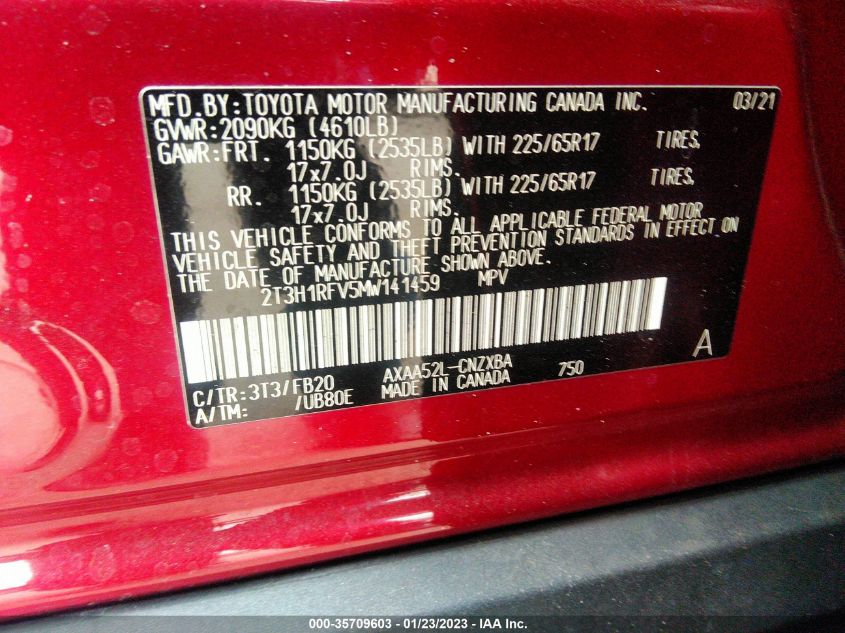 MFD.BY:TOYOTA MOTOR MANUFACTURING CANADA INC. 03/21
GVWR:2090KG (4610LB)
GAWR:FRT. 1150KG (2535LB) WITH 225/65R17 TIRES,
17x7.0J RIMS.
RR. 1150KG (2535LB) WITH 225/65R17 TIRES,
17x7.0J RIMS.
THIS VEHICLE CONFORMS TO ALL APPLICABLE FEDERAL MOTOR
VEHICLE SAFETY AND THEFT PREVENTION STANDARDS IN EFFECT ON
THE DATE OF MANUFACTURE SHOWN ABOVE.
2T3H1RFV5MW141459 MPV
A
C/TR:3T3/FB20 AXAA52L-CNZXBA 750
A/TM: /UB80E MADE IN CANADA
000-35709603 — 01/23/2023 — IAA Inc.